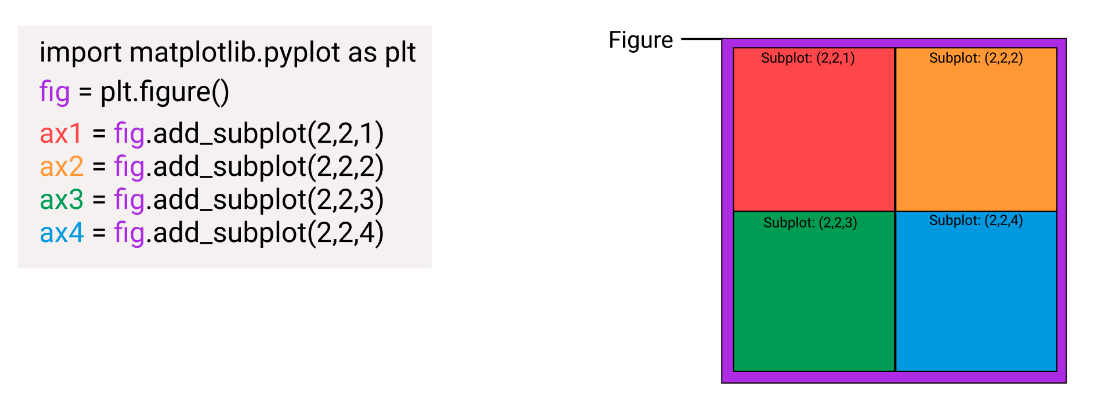 import matplotlib.pyplot as plt
fig = plt.figure()
ax1 = fig.add_subplot(2,2,1)
ax2 = fig.add_subplot(2,2,2)
ax3 = fig.add_subplot(2,2,3)
ax4 = fig.add_subplot(2,2,4)
Figure
Subplot: (2,2,1)
Subplot: (2,2,2)
Subplot: (2,2,3)
Subplot: (2,2,4)